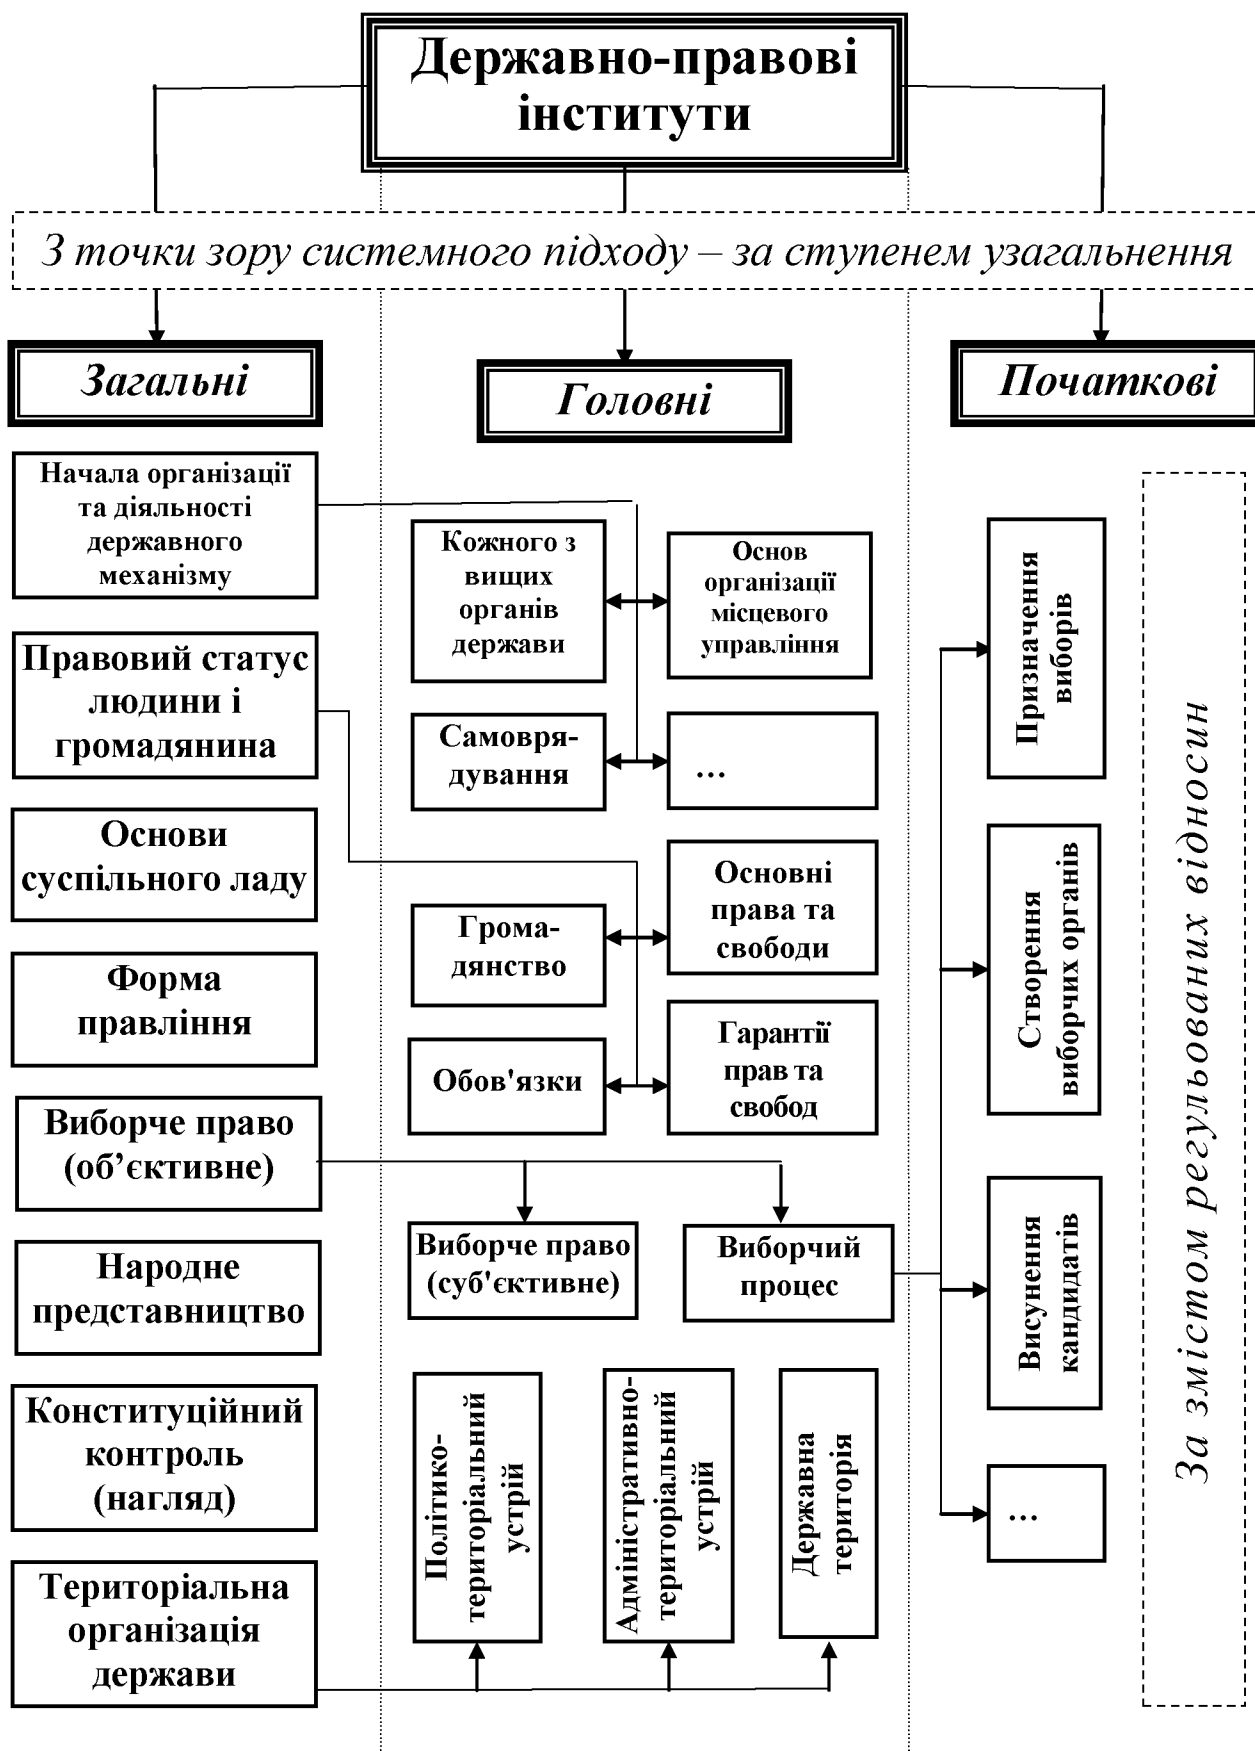 Державно-правові
інститути
З точки зору системного підходу – за ступенем узагальнення
Загальні
Головні
Початкові
Начала організації
та діяльності
державного
механізму
Правовий статус
людини і
громадянина
Основи
суспільного ладу
Форма
правління
Виборче право
(об’єктивне)
Народне
представництво
Конституційний
контроль
(нагляд)
Територіальна
організація
держави
Кожного з
вищих
органів
держави
Основ
організації
місцевого
управління
Самовря-
дування
...
Грома-
дянство
Основні
права та
свободи
Обов'язки
Гарантії
прав та
свобод
Виборче право
(суб'єктивне)
Виборчий
процес
Політико-
територіальний
устрій
Адміністративно-
територіальний
устрій
Державна
територія
Призначення
виборів
Створення
виборчих органів
Висунення
кандидатів
...
За змістом регульованих відносин